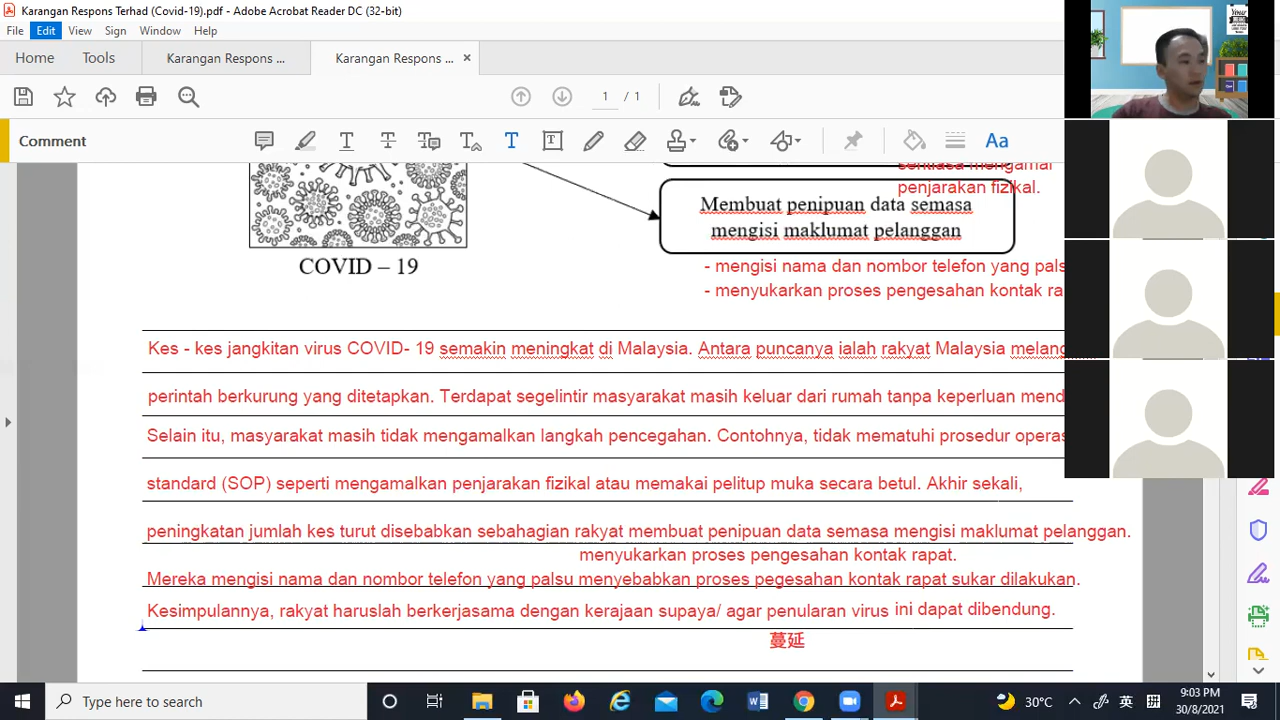 Karangan Respons Terhad (Covid-19).pdf - Adobe Acrobat Reader DC (32-bit)
File Edit View Sign Window Help
Home Tools Karangan Respons ... Karangan Respons ... ×
1 / 1
Comment
T T T T T Aa
sentiasa mengamal
penjarakan fizikal.
Membuat penipuan data semasa
mengisi maklumat pelanggan
COVID – 19
- mengisi nama dan nombor telefon yang pals
- menyukarkan proses pengesahan kontak ra
Kes - kes jangkitan virus COVID- 19 semakin meningkat di Malaysia. Antara puncanya ialah rakyat Malaysia melang
perintah berkurung yang ditetapkan. Terdapat segelintir masyarakat masih keluar dari rumah tanpa keperluan mend
Selain itu, masyarakat masih tidak mengamalkan langkah pencegahan. Contohnya, tidak mematuhi prosedur operas
standard (SOP) seperti mengamalkan penjarakan fizikal atau memakai pelitup muka secara betul. Akhir sekali,
peningkatan jumlah kes turut disebabkan sebahagian rakyat membuat penipuan data semasa mengisi maklumat pelanggan.
menyukarkan proses pengesahan kontak rapat.
Mereka mengisi nama dan nombor telefon yang palsu menyebabkan proses pegesahan kontak rapat sukar dilakukan.
Kesimpulannya, rakyat haruslah berkerjasama dengan kerajaan supaya/ agar penularan virus ini dapat dibendung.
蔓延
Type here to search
30°C
英
拼
9:03 PM
30/8/2021